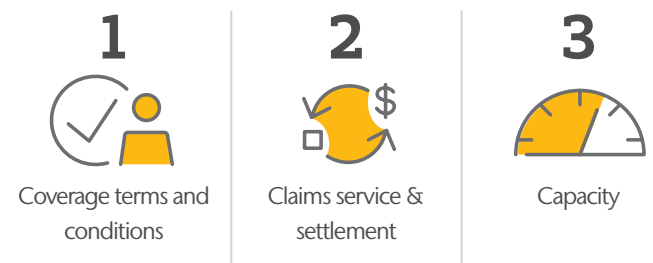 1
Coverage terms and
conditions
2
$
Claims service &
settlement
3
Capacity